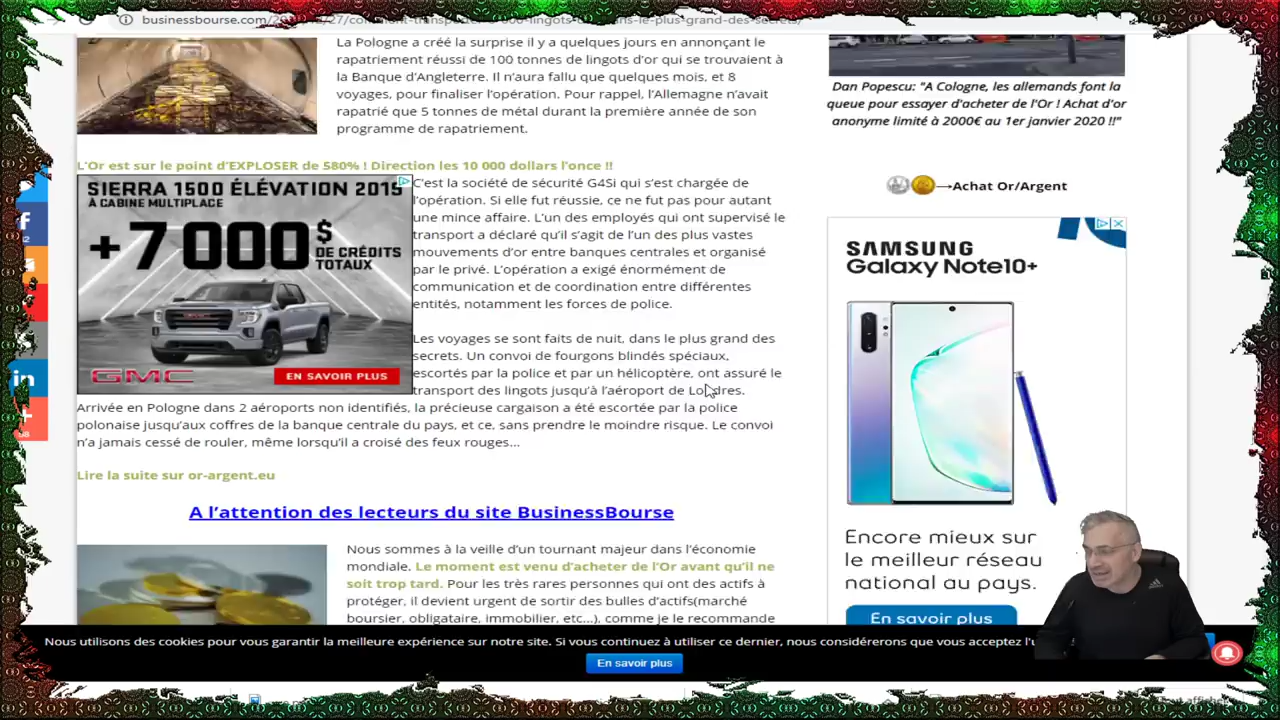 businessbourse.com/
La Pologne a créé la surprise il y a quelques jours en annonçant le
rapatriement réussi de 100 tonnes de lingots d'or qui se trouvaient à
la Banque d'Angleterre. Il n'aura fallu que quelques mois, et 8
voyages, pour finaliser l'opération. Pour rappel, l'Allemagne n'avait
rapatrié que 5 tonnes de métal durant la première année de son
programme de rapatriement.
L'Or est sur le point d'EXPLOSER de 580% ! Direction les 10 000 dollars l'once !!
SIERRA 1500 ÉLÉVATION 2019
À CABINE MULTIPLACE
+7 000$
DE CRÉDITS
TOTAUX
GMC
EN SAVOIR PLUS
C'est la société de sécurité G4Si qui s'est chargée de
l'opération. Si elle fut réussie, ce ne fut pas pour autant
une mince affaire. L'un des employés qui ont supervisé le
transport a déclaré qu'il s'agit de l'un des plus vastes
mouvements d'or entre banques centrales et organisé
par le privé. L'opération a exigé énormément de
communication et de coordination entre différentes
entités, notamment les forces de police.
Les voyages se sont faits de nuit, dans le plus grand des
secrets. Un convoi de fourgons blindés spéciaux,
escortés par la police et par un hélicoptère, ont assuré le
transport des lingots jusqu'à l'aéroport de Londres.
Arrivée en Pologne dans 2 aéroports non identifiés, la précieuse cargaison a été escortée par la police
polonaise jusqu'aux coffres de la banque centrale du pays, et ce, sans prendre le moindre risque. Le convoi
n'a jamais cessé de rouler, même lorsqu'il a croisé des feux rouges…
Lire la suite sur or-argent.eu
A l'attention des lecteurs du site BusinessBourse
Nous sommes à la veille d'un tournant majeur dans l'économie
mondiale. Le moment est venu d'acheter de l'Or avant qu'il ne
soit trop tard. Pour les très rares personnes qui ont des actifs à
protéger, il devient urgent de sortir des bulles d'actifs(marché
boursier, obligataire, immobilier, etc…), comme je le recommande
Dan Popescu: "A Cologne, les allemands font la
queue pour essayer d'acheter de l'Or ! Achat d'or
anonyme limité à 2000€ au 1er janvier 2020 !!"
→Achat Or/Argent
SAMSUNG
Galaxy Note10+
Encore mieux sur
le meilleur réseau
national au pays.
En savoir plus
Nous utilisons des cookies pour vous garantir la meilleure expérience sur notre site. Si vous continuez à utiliser ce dernier, nous considérerons que vous acceptez
En savoir plus
adidas